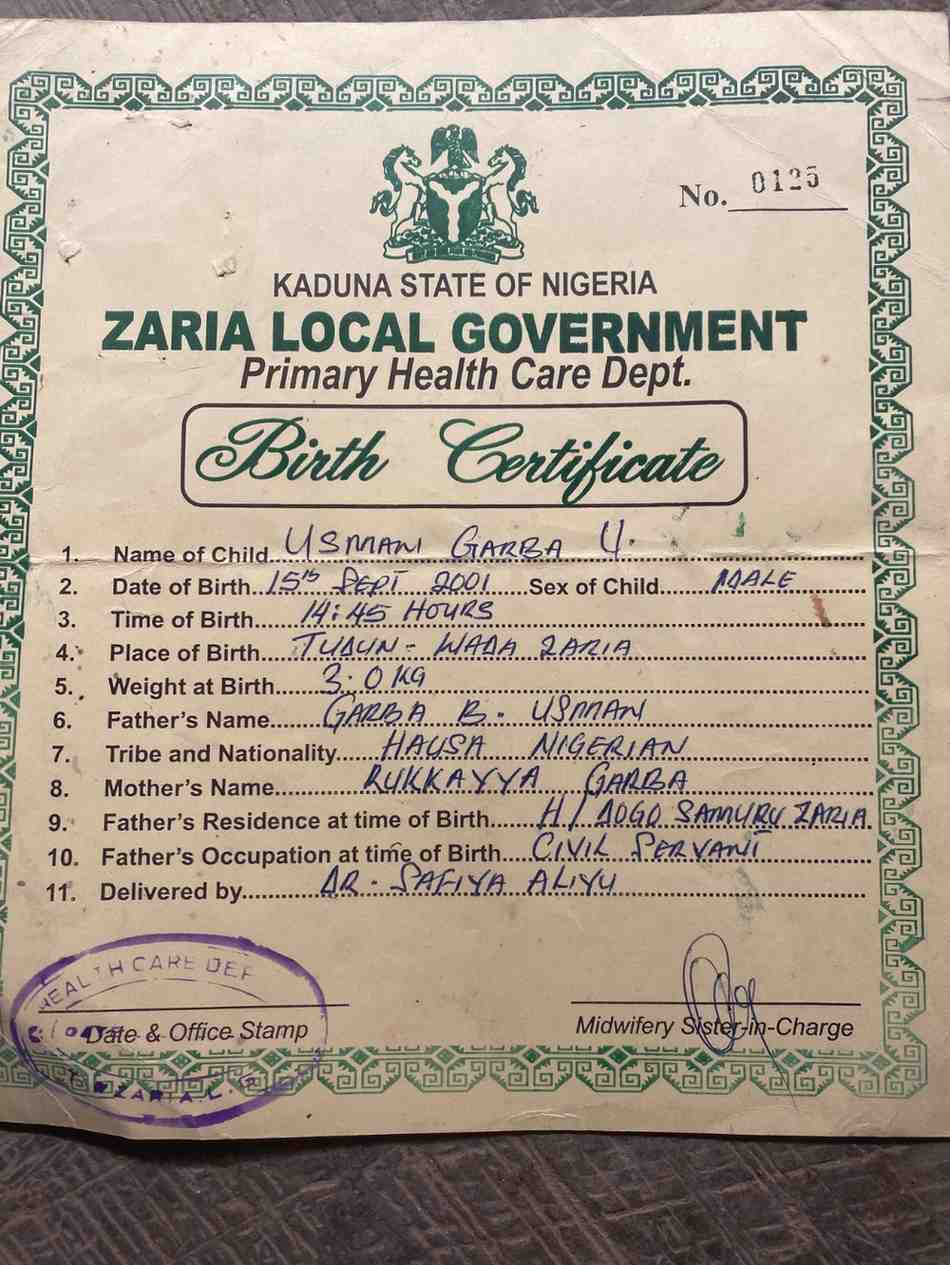 No. 0125
KADUNA STATE OF NIGERIA
ZARIA LOCAL GOVERNMENT
Primary Health Care Dept.
Birth Certificate
1. Name of Child USMAN GARBA U.
2. Date of Birth 15th SEPT 2001 Sex of Child MALE
3. Time of Birth 14:45 HOURS
4. Place of Birth TUDUN-WADA ZARIA
5. Weight at Birth 3.0 KG
6. Father's Name GARBA B. USMAN
7. Tribe and Nationality HAUSA NIGERIAN
8. Mother's Name RUKKAYYA GARBA
9. Father's Residence at time of Birth H/DOGO SAMURU ZARIA
10. Father's Occupation at time of Birth CIVIL SERVANT
11. Delivered by DR. SAFIYA ALIYU
HEALTH CARE DEP
Date & Office Stamp
Midwifery Sister-in-Charge
ZARIA L.